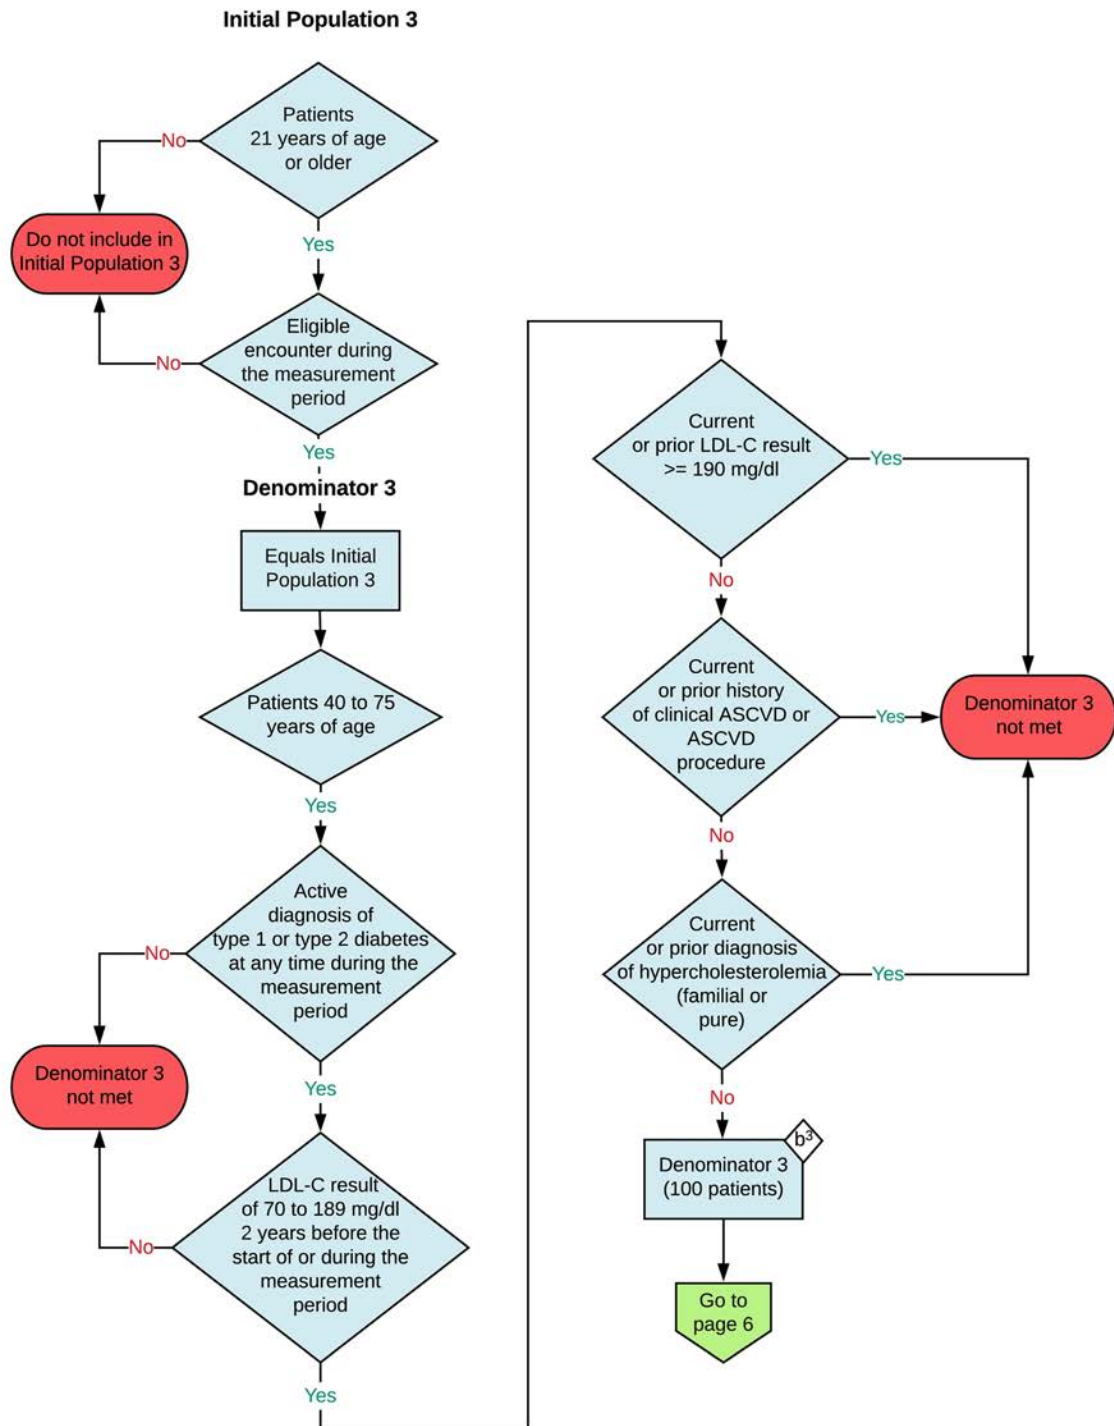 Initial Population 3
Patients
21 years of age
or older
No
Do not include in
Initial Population 3
Yes
Eligible
encounter during
the measurement
period
No
Yes
Denominator 3
Equals Initial
Population 3
Patients 40 to 75
years of age
Yes
Active
diagnosis of
type 1 or type 2 diabetes
at any time during the
measurement
period
No
Denominator 3
not met
Yes
LDL-C result
of 70 to 189 mg/dl
2 years before the
start of or during the
measurement
period
No
Yes
Current
or prior LDL-C result
>= 190 mg/dl
Yes
No
Current
or prior history
of clinical ASCVD or
ASCVD
procedure
Yes
Denominator 3
not met
No
Current
or prior diagnosis
of hypercholesterolemia
(familial or
pure)
Yes
No
b³
Denominator 3
(100 patients)
Go to
page 6